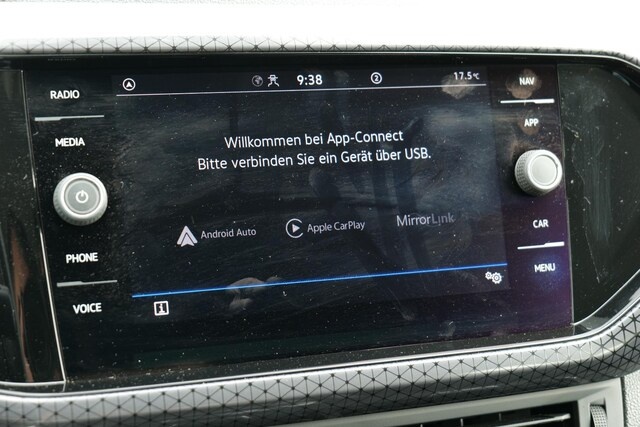 RADIO
MEDIA
PHONE
VOICE
9:38
2
17.5°C
Willkommen bei App-Connect
Bitte verbinden Sie ein Gerät über USB.
Android Auto
Apple CarPlay
MirrorLink
i
NAV
APP
CAR
MENU